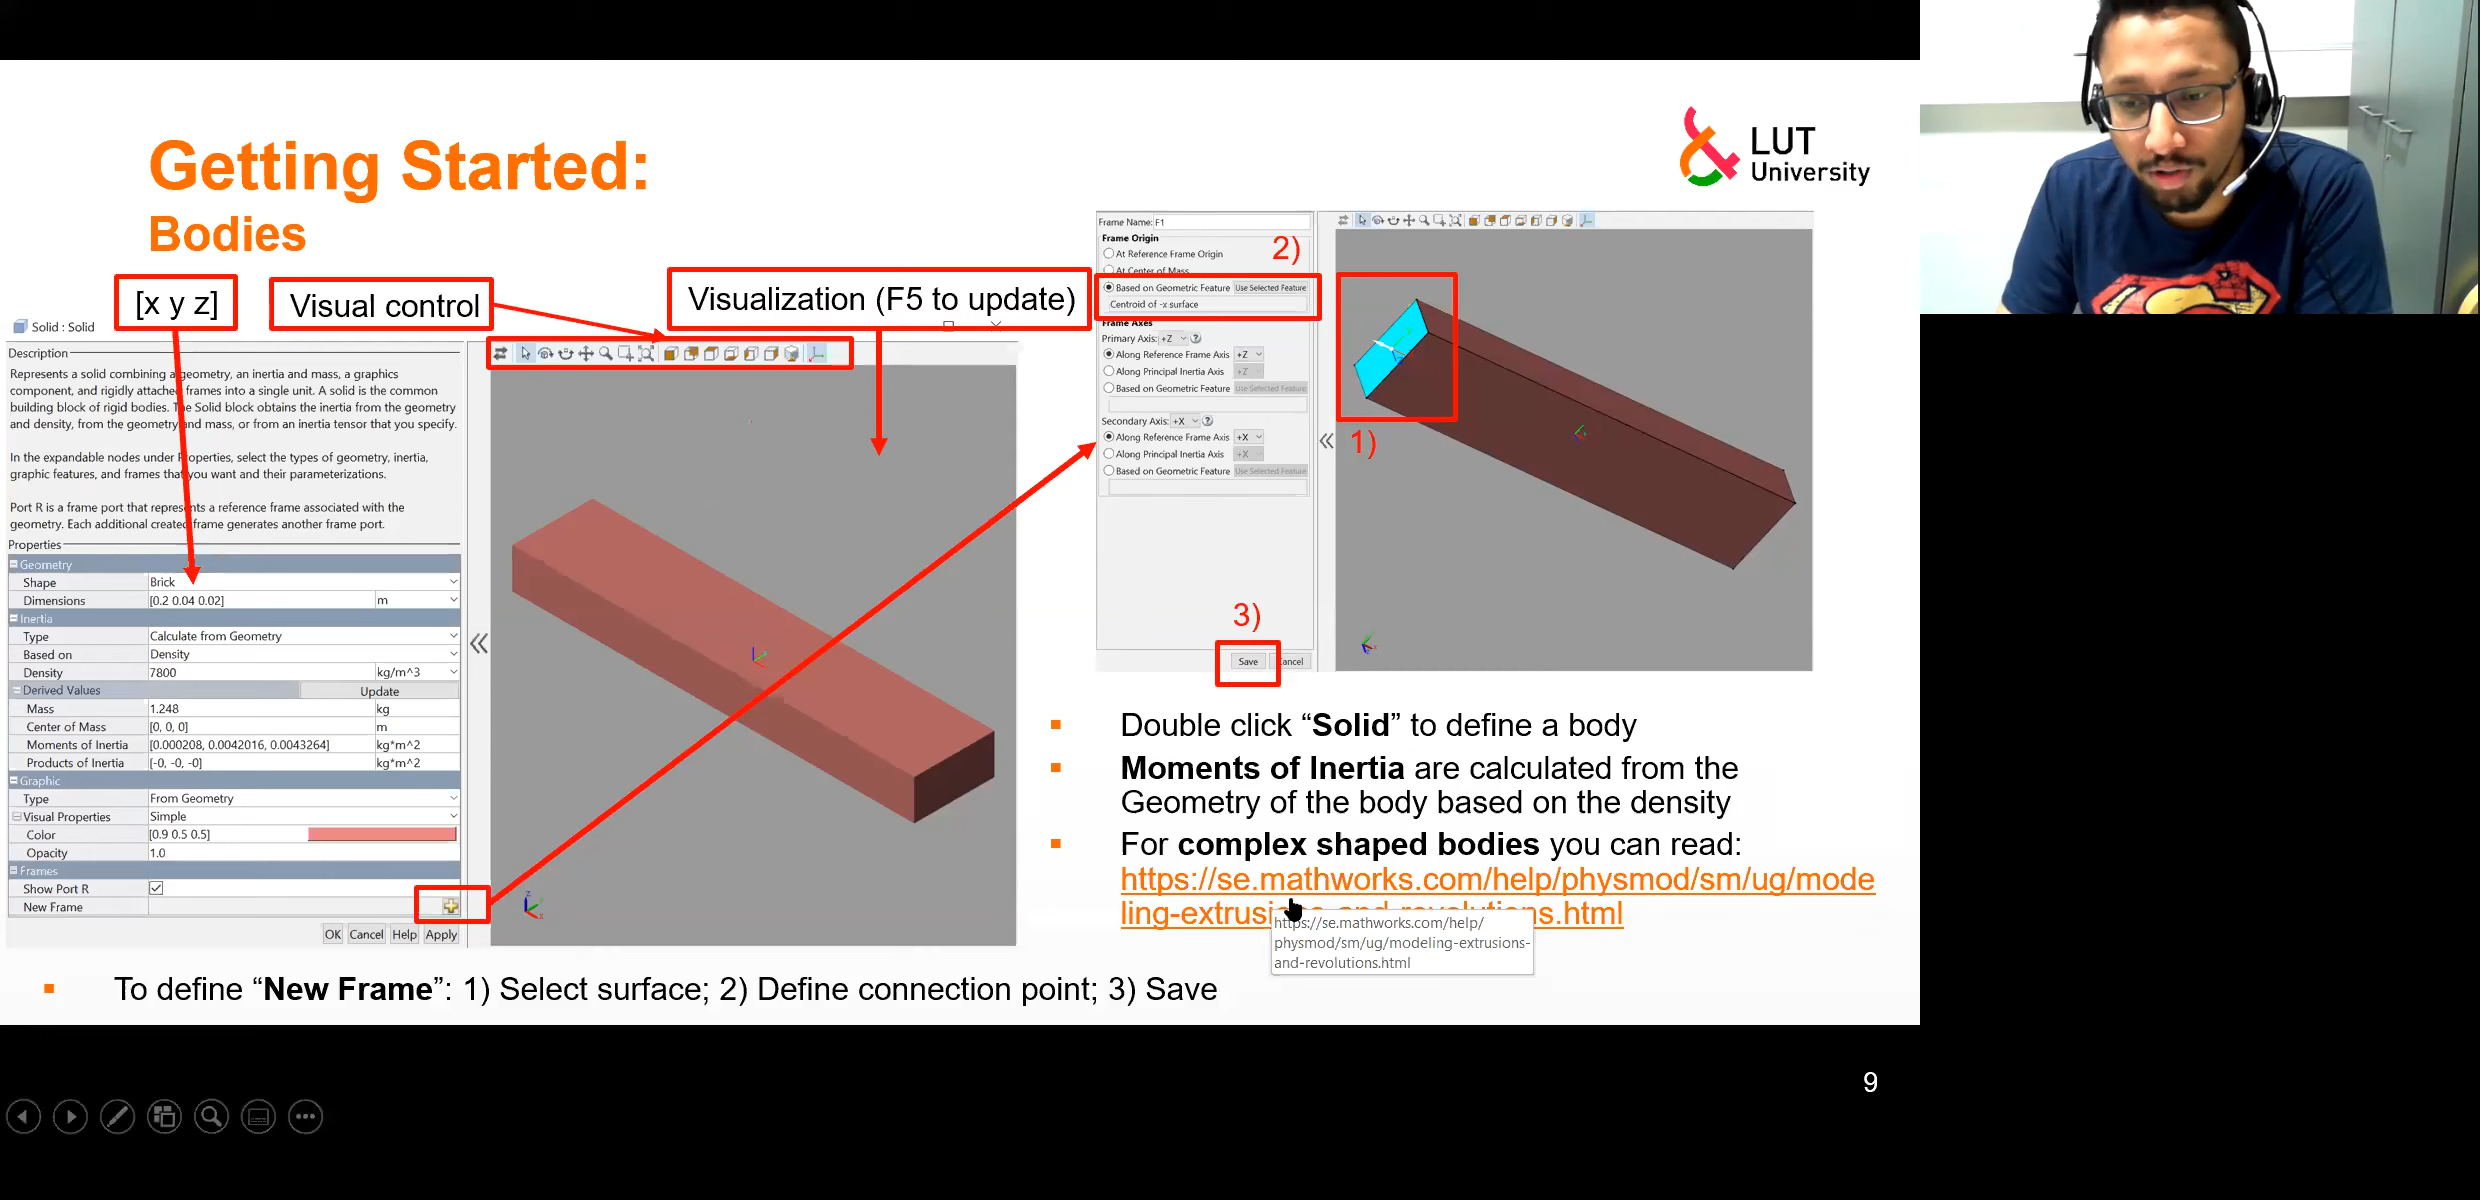 Getting Started:
Bodies
LUT
University
[x y z]
Visual control
Visualization (F5 to update)
Solid : Solid
Description
Represents a solid combining a geometry, an inertia and mass, a graphics
component, and rigidly attached frames into a single unit. A solid is the common
building block of rigid bodies. The Solid block obtains the inertia from the geometry
and density, from the geometry and mass, or from an inertia tensor that you specify.
In the expandable nodes under Properties, select the types of geometry, inertia,
graphic features, and frames that you want and their parameterizations.
Port R is a frame port that represents a reference frame associated with the
geometry. Each additional created frame generates another frame port.
Properties
Geometry
Shape Brick
Dimensions [0.2 0.04 0.02] m
Inertia
Type Calculate from Geometry
Based on Density
Density 7800 kg/m^3
Derived Values Update
Mass 1.248 kg
Center of Mass [0, 0, 0] m
Moments of Inertia [0.000208, 0.0042016, 0.0043264] kg*m^2
Products of Inertia [-0, -0, -0] kg*m^2
Graphic
Type From Geometry
Visual Properties Simple
Color [0.9 0.5 0.5]
Opacity 1.0
Frames
Show Port R
New Frame
OK Cancel Help Apply
Frame Name: F1
Frame Origin
2)
At Reference Frame Origin
At Center of Mass
Based on Geometric Feature Use Selected Feature
Centroid of -x surface
Frame Axes
Primary Axis: +Z
Along Reference Frame Axis +Z
Along Principal Inertia Axis +Z
Based on Geometric Feature Use Selected Feature
Secondary Axis: +X
Along Reference Frame Axis +X
Along Principal Inertia Axis +X
Based on Geometric Feature Use Selected Feature
1)
3)
Save Cancel
Double click “Solid” to define a body
Moments of Inertia are calculated from the
Geometry of the body based on the density
For complex shaped bodies you can read:
https://se.mathworks.com/help/physmod/sm/ug/mode
ling-extrusions-and-revolutions.html
https://se.mathworks.com/help/
physmod/sm/ug/modeling-extrusions-
and-revolutions.html
To define “New Frame”: 1) Select surface; 2) Define connection point; 3) Save
9